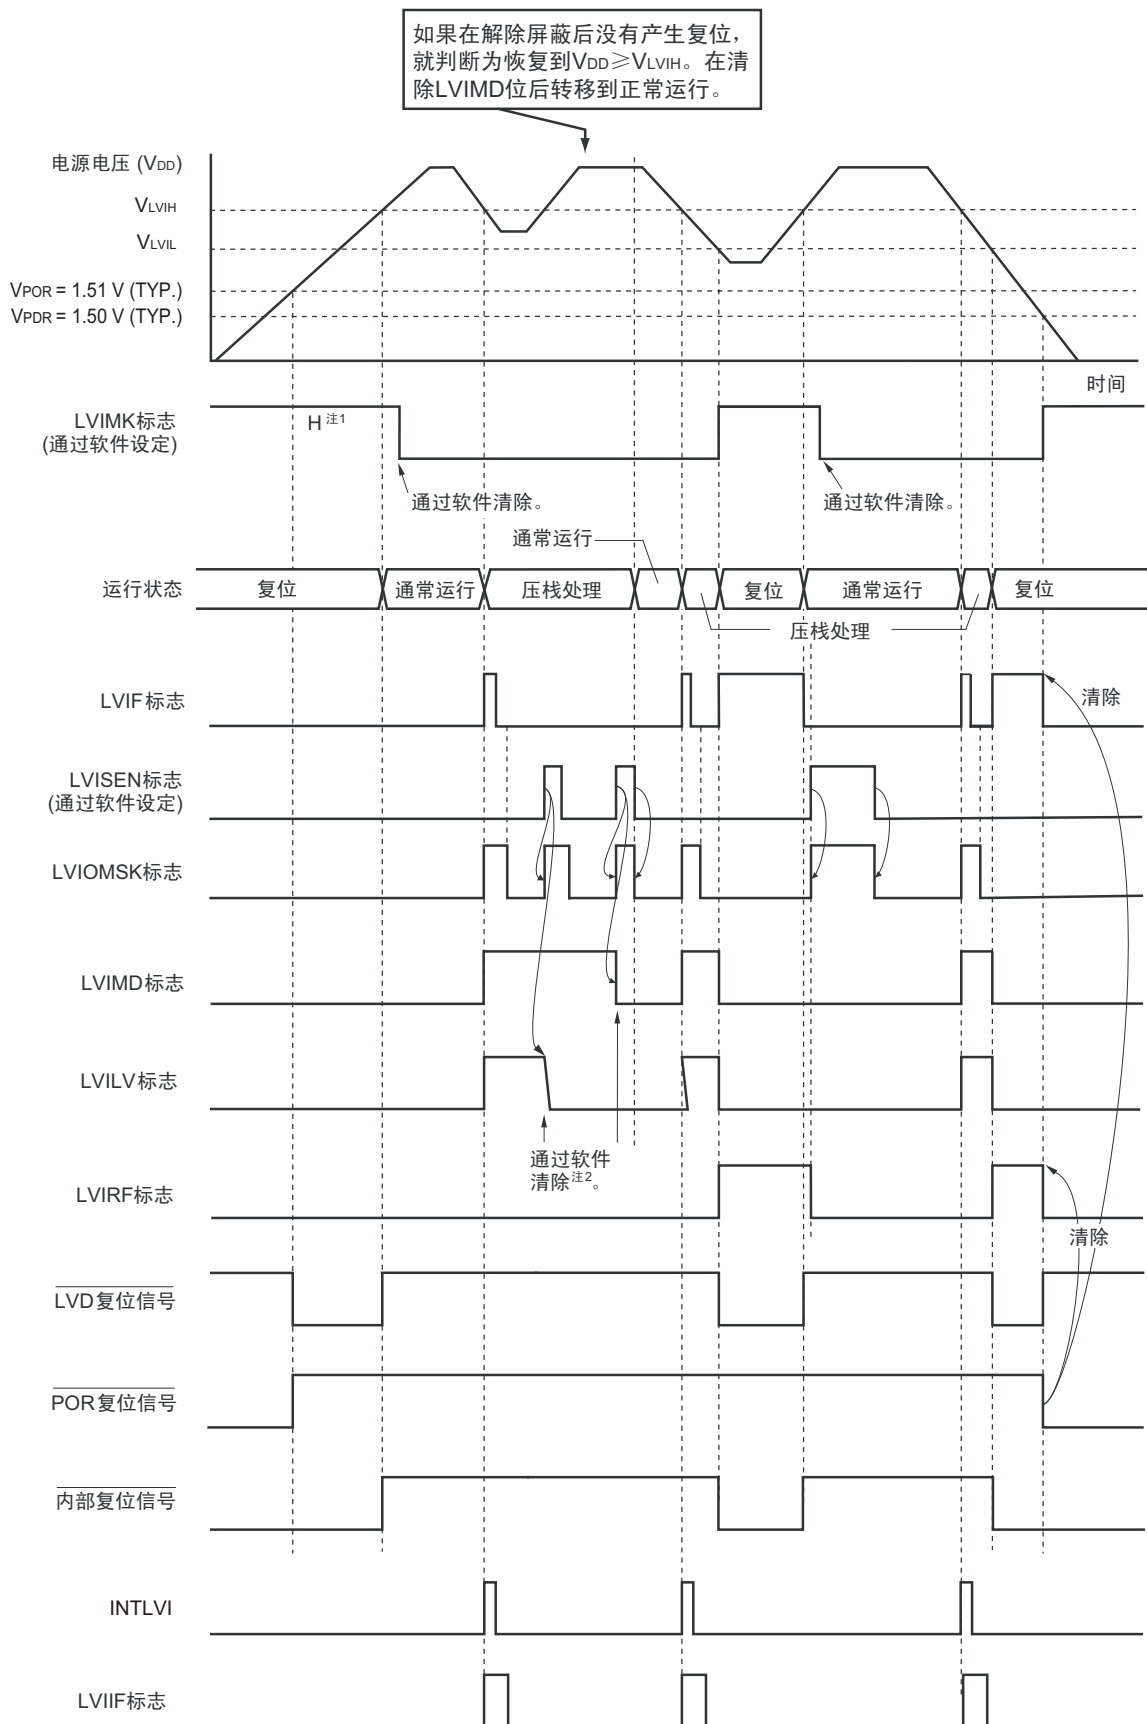 如果在解除屏蔽后没有产生复位，
就判断为恢复到VDD≥VLVIH。在清
除LVIMD位后转移到正常运行。
电源电压 (VDD)
VLVIH
VLVIL
VPOR = 1.51 V (TYP.)
VPDR = 1.50 V (TYP.)
时间
LVIMK标志
(通过软件设定)
H 注1
通过软件清除。
通过软件清除。
通常运行
运行状态
复位
通常运行
压栈处理
复位
通常运行
复位
压栈处理
LVIF标志
清除
LVISEN标志
(通过软件设定)
LVIOMSK标志
LVIMD标志
LVILV标志
通过软件
清除注2。
LVIRF标志
清除
LVD复位信号
POR复位信号
内部复位信号
INTLVI
LVIIF标志